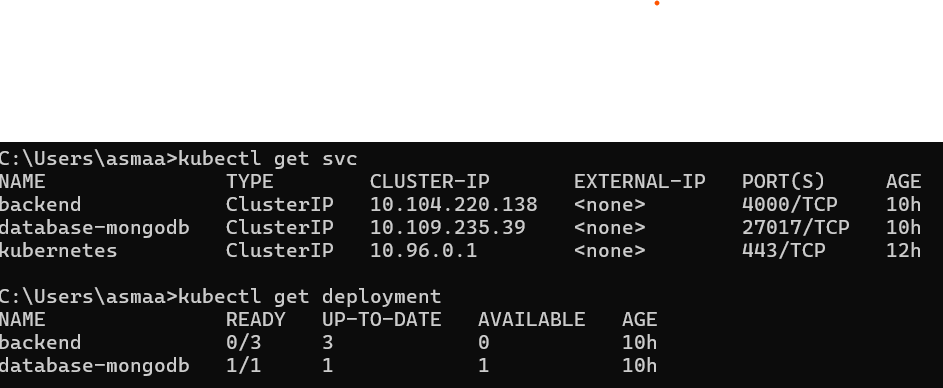 C:\Users\asmaa>kubectl get svc
NAME TYPE CLUSTER-IP EXTERNAL-IP PORT(S) AGE
backend ClusterIP 10.104.220.138 <none> 4000/TCP 10h
database-mongodb ClusterIP 10.109.235.39 <none> 27017/TCP 10h
kubernetes ClusterIP 10.96.0.1 <none> 443/TCP 12h
C:\Users\asmaa>kubectl get deployment
NAME READY UP-TO-DATE AVAILABLE AGE
backend 0/3 3 0 10h
database-mongodb 1/1 1 1 10h